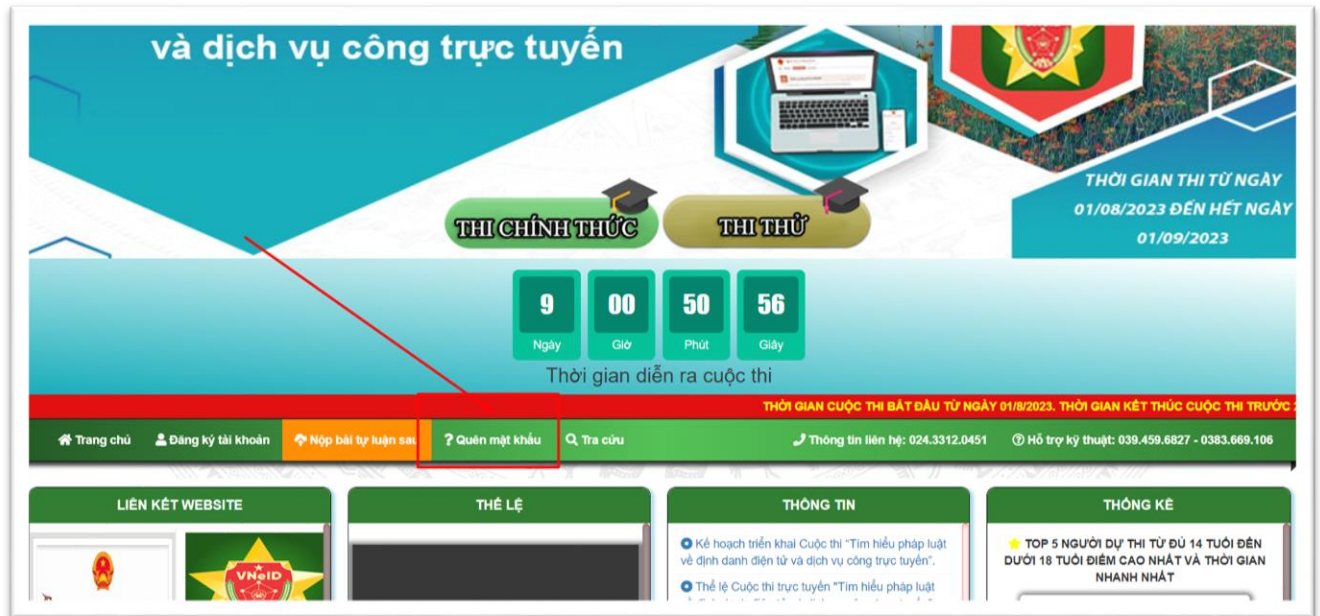 và dịch vụ công trực tuyến
THỜI GIAN THI TỪ NGÀY
01/08/2023 ĐẾN HẾT NGÀY
01/09/2023
THI CHÍNH THỨC
THI THỬ
9
00
50
56
Ngày
Giờ
Phút
Giây
Thời gian diễn ra cuộc thi
THỜI GIAN CUỘC THI BẮT ĐẦU TỪ NGÀY 01/8/2023. THỜI GIAN KẾT THÚC CUỘC THI TRƯỚC 2
Trang chủ
Đăng ký tài khoản
Nộp bài tự luận sau
? Quên mật khẩu
Tra cứu
Thông tin liên hệ: 024.3312.0451
Hỗ trợ kỹ thuật: 039.459.6827 - 0383.669.106
LIÊN KẾT WEBSITE
VNeID
THỂ LỆ
THÔNG TIN
Kế hoạch triển khai Cuộc thi "Tìm hiểu pháp luật
về định danh điện tử và dịch vụ công trực tuyến".
Thể lệ Cuộc thi trực tuyến "Tìm hiểu pháp luật
THỐNG KÊ
TOP 5 NGƯỜI DỰ THI TỪ ĐỦ 14 TUỔI ĐẾN
DƯỚI 18 TUỔI ĐIỂM CAO NHẤT VÀ THỜI GIAN
NHANH NHẤT